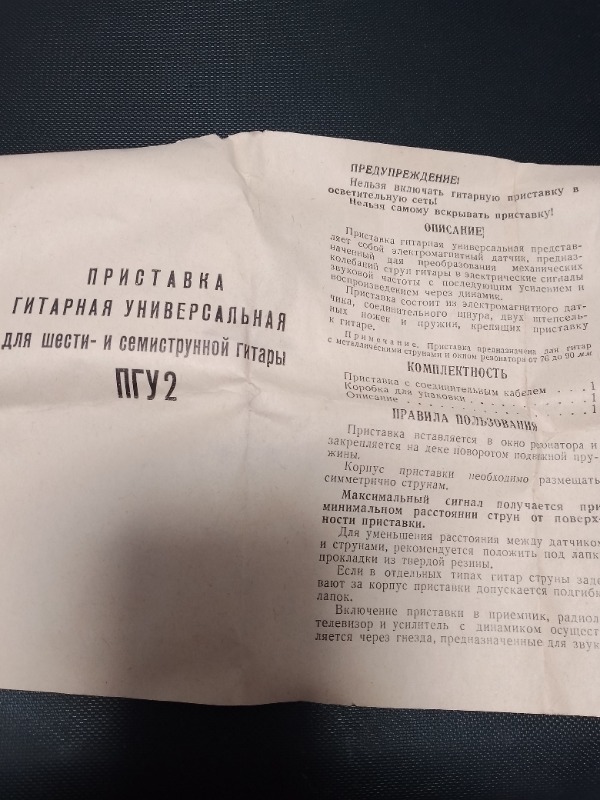 ПРИСТАВКА
ГИТАРНАЯ УНИВЕРСАЛЬНАЯ
для шести- и семиструнной гитары
ПГУ2
ПРЕДУПРЕЖДЕНИЕ!
Нельзя включать гитарную приставку в
осветительную сеть!
Нельзя самому вскрывать приставку!
ОПИСАНИЕ
Приставка гитарная универсальная представ-
ляет собой электромагнитный датчик, предназ-
наченный для преобразования механических
колебаний струн гитары в электрические сигналы
звуковой частоты с последующим усилением и
воспроизведением через динамик.
Приставка состоит из электромагнитного дат-
чика, соединительного шнура, двух штепсель-
ных ножек и пружин, крепящих приставку
к гитаре.
Примечание. Приставка предназначена для гитар
с металлическими струнами и окном резонатора от 76 до 90 мм
КОМПЛЕКТНОСТЬ
Приставка с соединительным кабелем . . 1
Коробка для упаковки . . . . . . . . 1
Описание . . . . . . . . . . . . . 1
ПРАВИЛА ПОЛЬЗОВАНИЯ
Приставка вставляется в окно резонатора и
закрепляется на деке поворотом подвижной пру-
жины.
Корпус приставки необходимо размещать
симметрично струнам.
Максимальный сигнал получается при
минимальном расстоянии струн от поверх-
ности приставки.
Для уменьшения расстояния между датчиком
и струнами, рекомендуется положить под лапк
прокладки из твердой резины.
Если в отдельных типах гитар струны заде-
вают за корпус приставки допускается подгиб
лапок.
Включение приставки в приемник, радиол
телевизор и усилитель с динамиком осущест
ляется через гнезда, предназначенные для звук